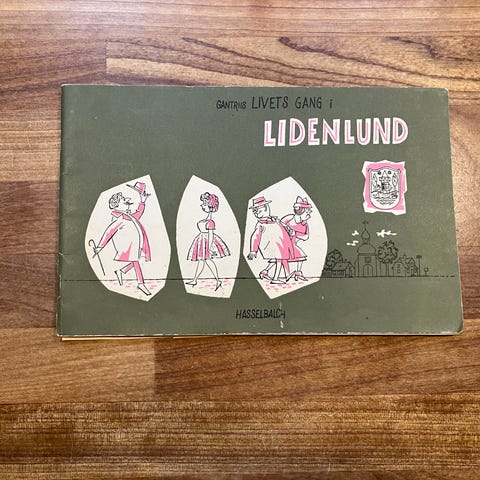 GANTRIIS LIVETS GANG i
LIDENLUND
HASSELBALCH